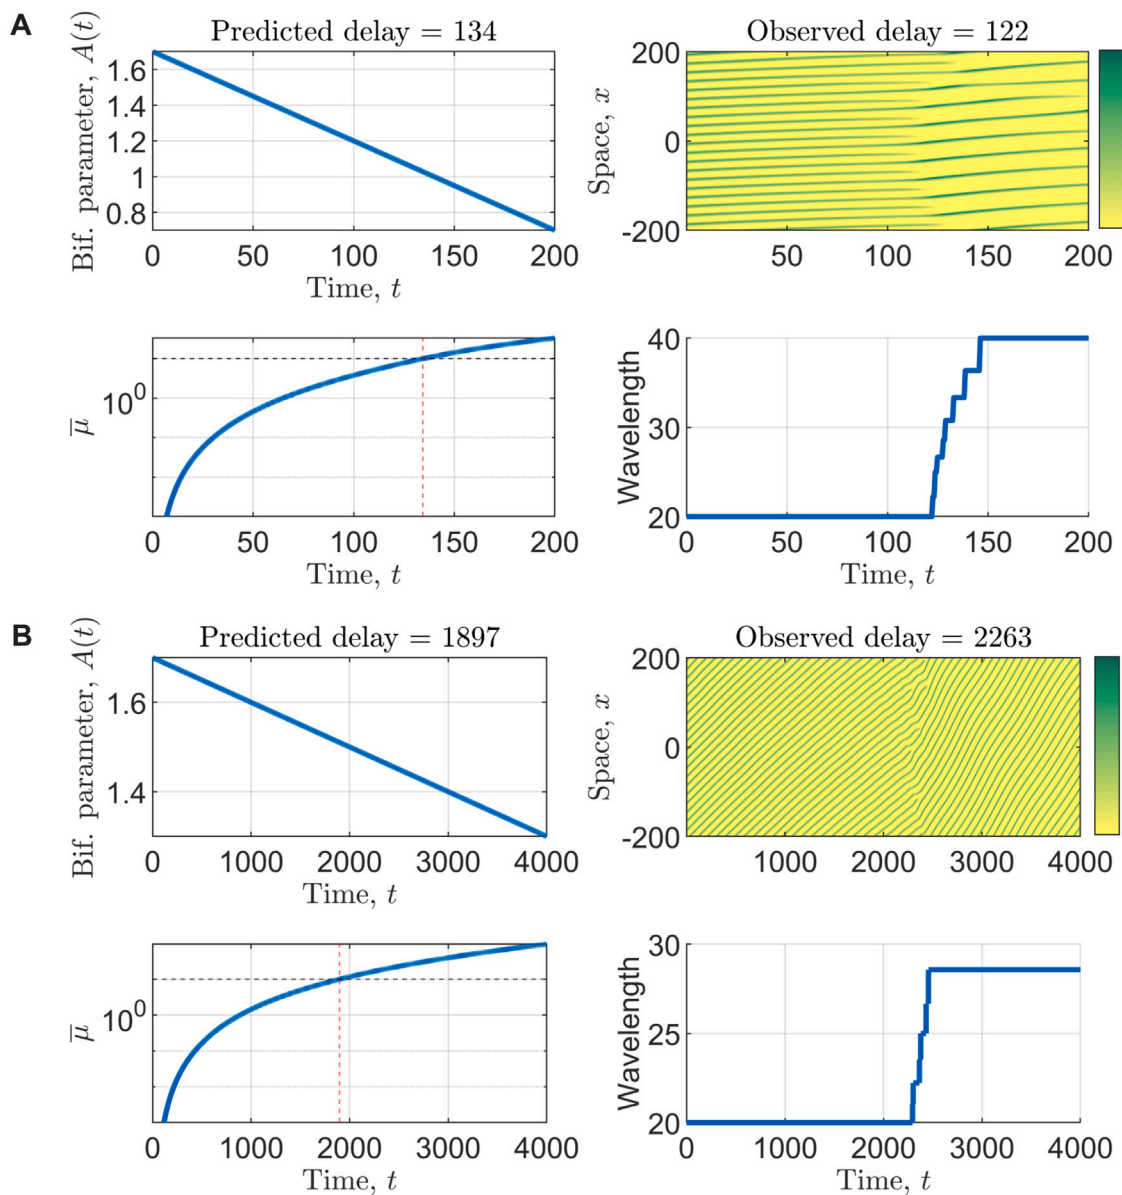 A
Predicted delay = 134
Bif. parameter, A(t)
1.6
1.4
1.2
1
0.8
0 50 100 150 200
Time, t
Observed delay = 122
Space, x
200
0
-200
0 50 100 150 200
μ̅
10⁰
0 50 100 150 200
Time, t
Wavelength
40
30
20
0 50 100 150 200
Time, t
B
Predicted delay = 1897
Bif. parameter, A(t)
1.6
1.4
0 1000 2000 3000 4000
Time, t
Observed delay = 2263
Space, x
200
0
-200
1000 2000 3000 4000
μ̅
10⁰
0 1000 2000 3000 4000
Time, t
Wavelength
30
25
20
0 1000 2000 3000 4000
Time, t